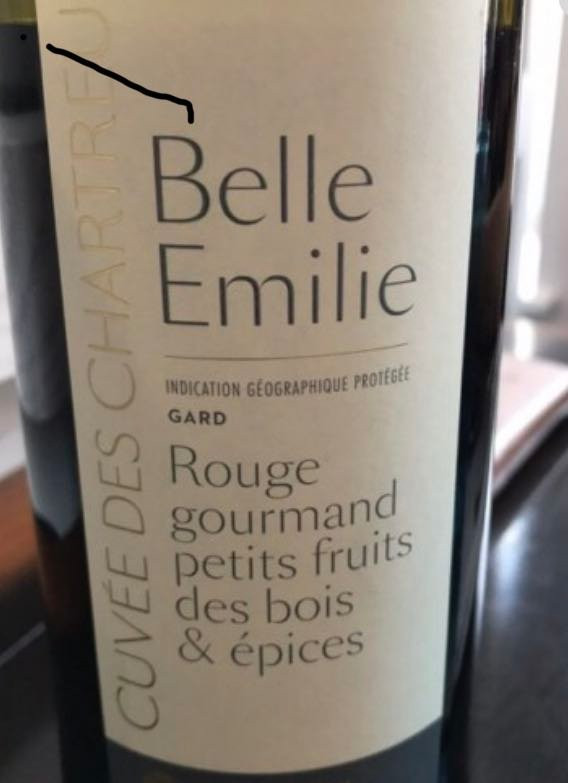 CUVÉE DES CHARTREU
Belle
Emilie
INDICATION GÉOGRAPHIQUE PROTÉGÉE
GARD
Rouge
gourmand
petits fruits
des bois
& épices